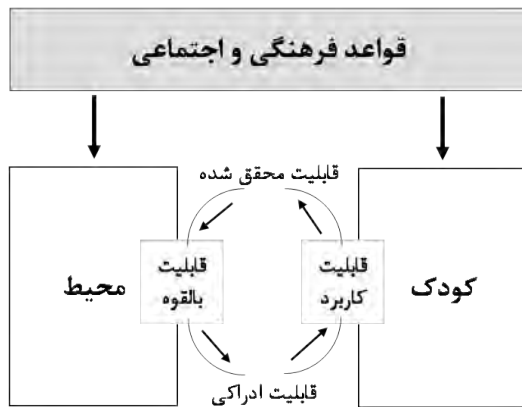 قواعد فرهنگی و اجتماعی
قابلیت محقق شده
کودک
قابلیت
کاربرد
قابلیت
بالقوه
محیط
قابلیت ادراکی